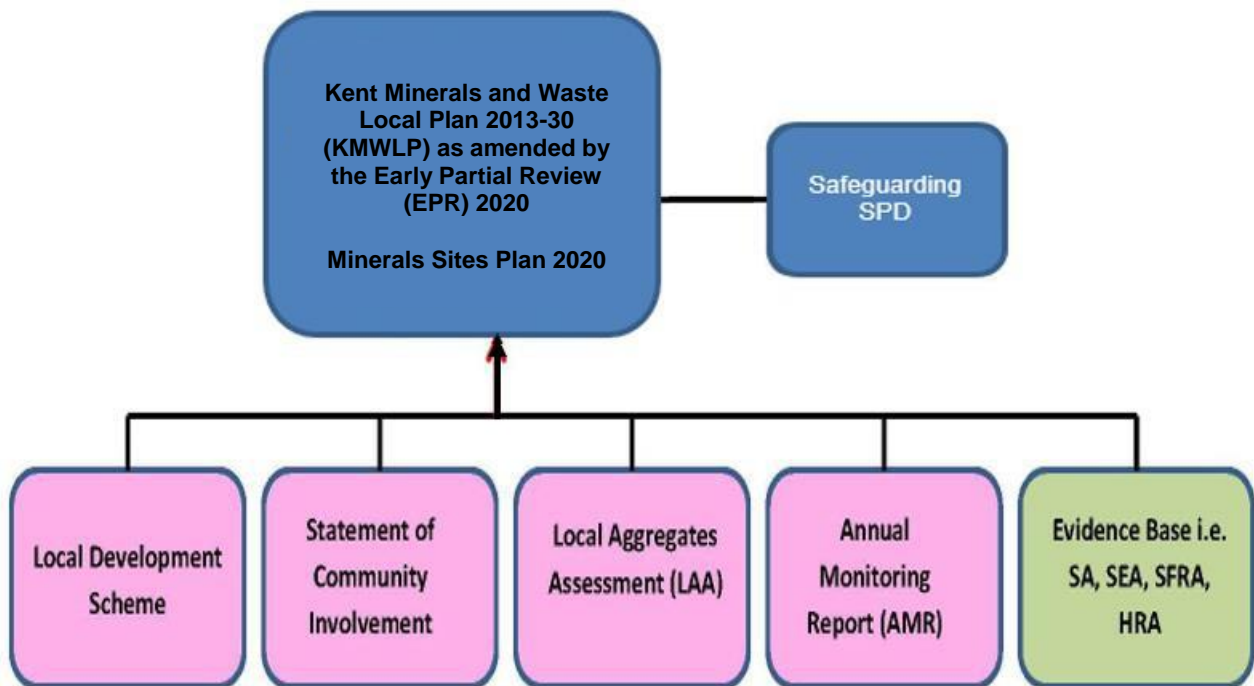 Kent Minerals and Waste
Local Plan 2013-30
(KMWLP) as amended by
the Early Partial Review
(EPR) 2020
Minerals Sites Plan 2020
Safeguarding
SPD
Local Development
Scheme
Statement of
Community
Involvement
Local Aggregates
Assessment (LAA)
Annual
Monitoring
Report (AMR)
Evidence Base i.e.
SA, SEA, SFRA,
HRA